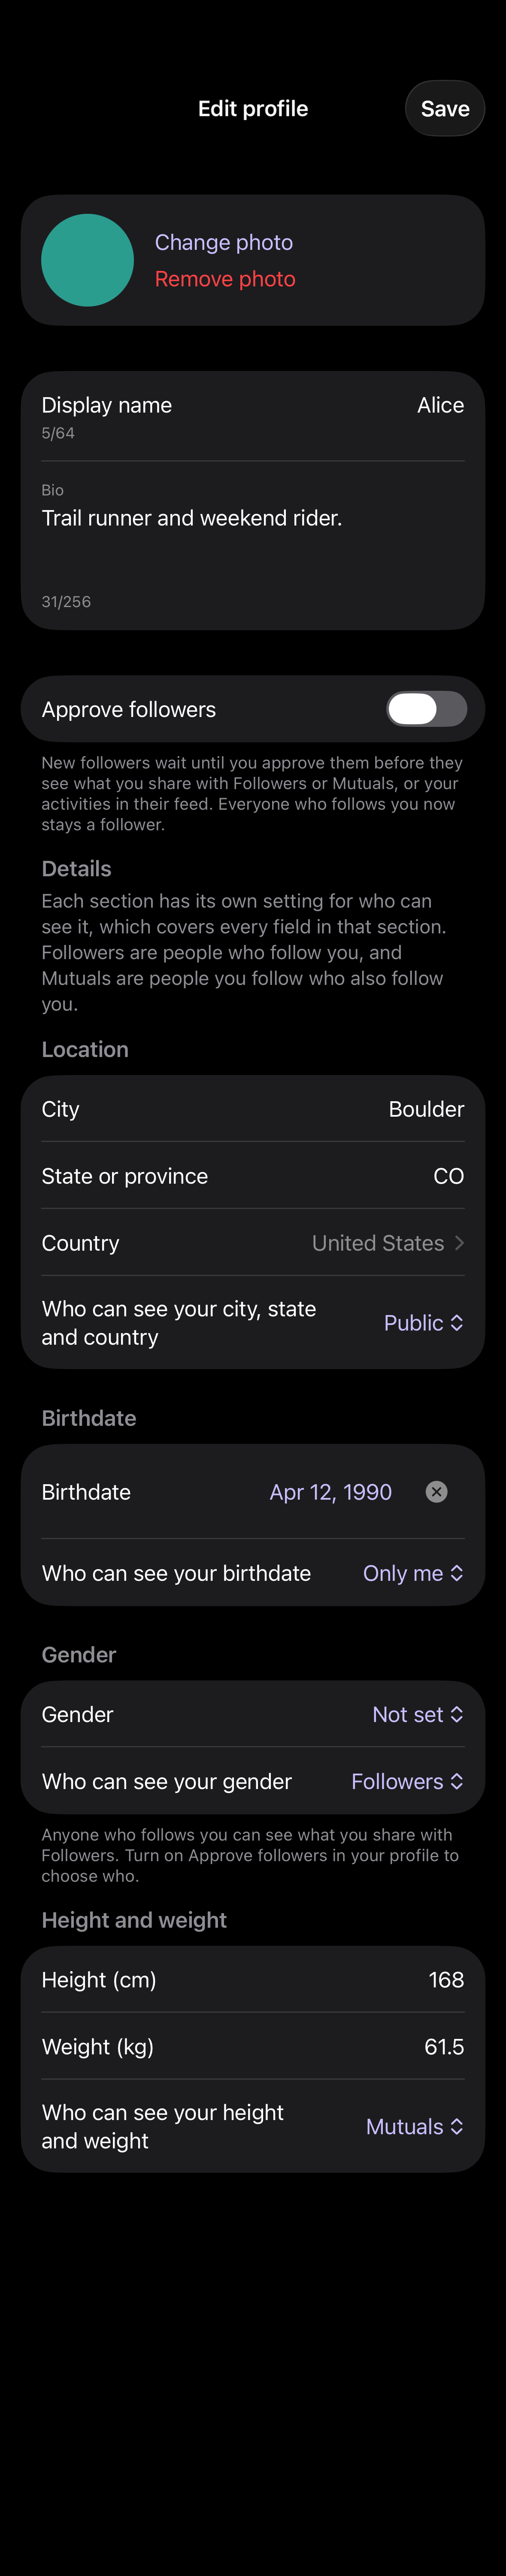 Edit profile
Save
Change photo
Remove photo
Display name
Alice
5/64
Bio
Trail runner and weekend rider.
31/256
Approve followers
New followers wait until you approve them before they
see what you share with Followers or Mutuals, or your
activities in their feed. Everyone who follows you now
stays a follower.
Details
Each section has its own setting for who can
see it, which covers every field in that section.
Followers are people who follow you, and
Mutuals are people you follow who also follow
you.
Location
City
Boulder
State or province
CO
Country
United States
Who can see your city, state
and country
Public
Birthdate
Birthdate
Apr 12, 1990
Who can see your birthdate
Only me
Gender
Gender
Not set
Who can see your gender
Followers
Anyone who follows you can see what you share with
Followers. Turn on Approve followers in your profile to
choose who.
Height and weight
Height (cm)
168
Weight (kg)
61.5
Who can see your height
and weight
Mutuals